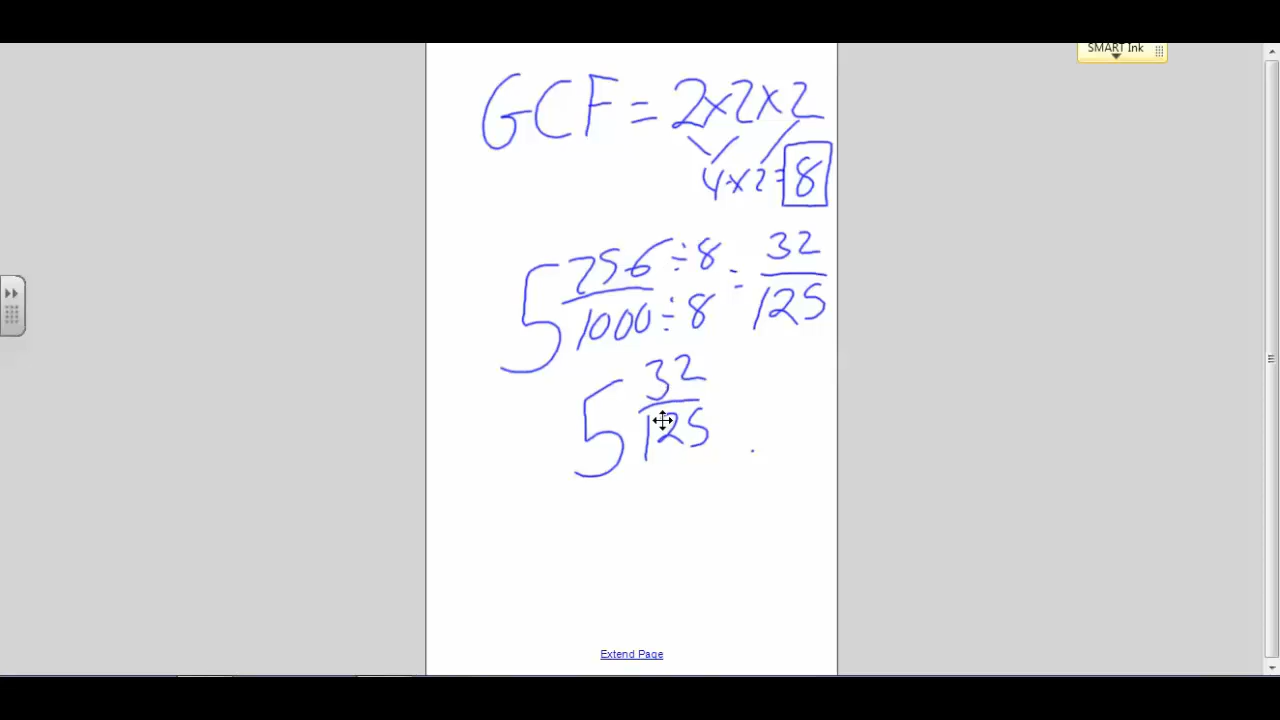 SMART Ink
GCF = 2x2x2
4x2=8
5 256÷8/1000÷8 = 32/125
5 32/125
Extend Page